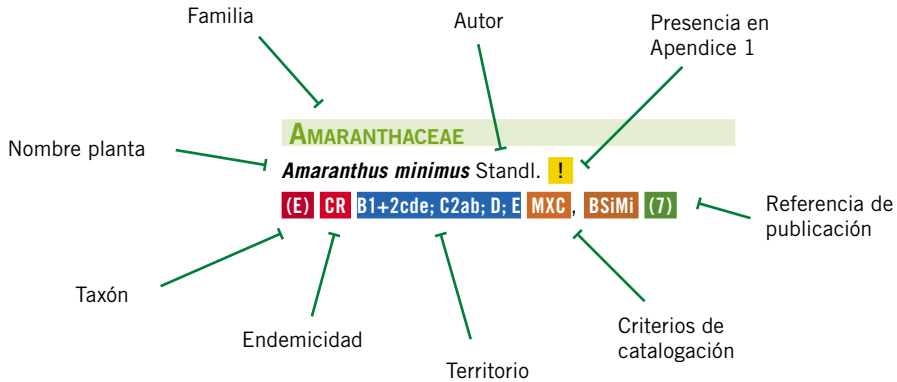 Familia
Autor
Presencia en
Apendice 1
AMARANTHACEAE
Nombre planta
Amaranthus minimus Standl. !
(E) CR B1+2cde; C2ab; D; E MXC, BSiMi (7)
Referencia de
publicación
Taxón
Endemicidad
Territorio
Criterios de
catalogación